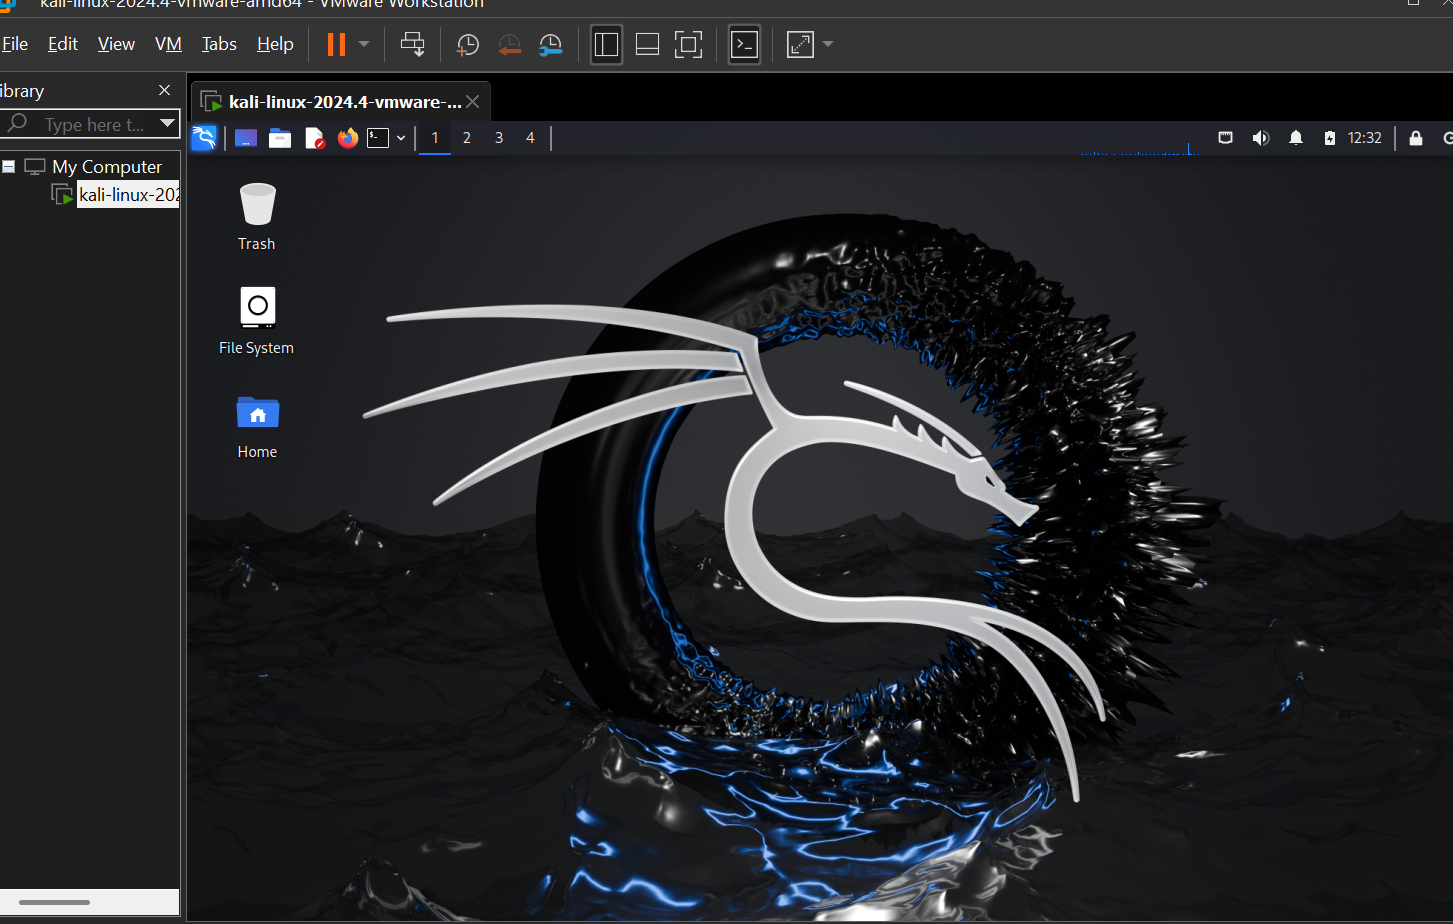 kali-linux-2024.4-vmware-amd64 - VMware Workstation
File Edit View VM Tabs Help
ibrary
kali-linux-2024.4-vmware-...
Type here t...
1 2 3 4 12:32
My Computer
kali-linux-202
Trash
File System
Home